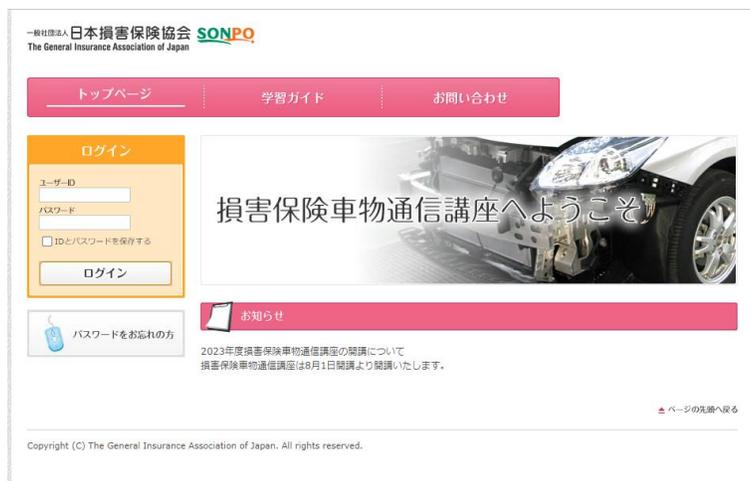 一般社団法人日本損害保険協会 SONPO
The General Insurance Association of Japan
トップページ 学習ガイド お問い合わせ
ログイン
ユーザーID
パスワード
IDとパスワードを保存する
ログイン
パスワードをお忘れの方
損害保険車物通信講座へようこそ
お知らせ
2023年度損害保険車物通信講座の開講について
損害保険車物通信講座は8月1日開講より開講いたします。
ページの先頭へ戻る
Copyright (C) The General Insurance Association of Japan. All rights reserved.